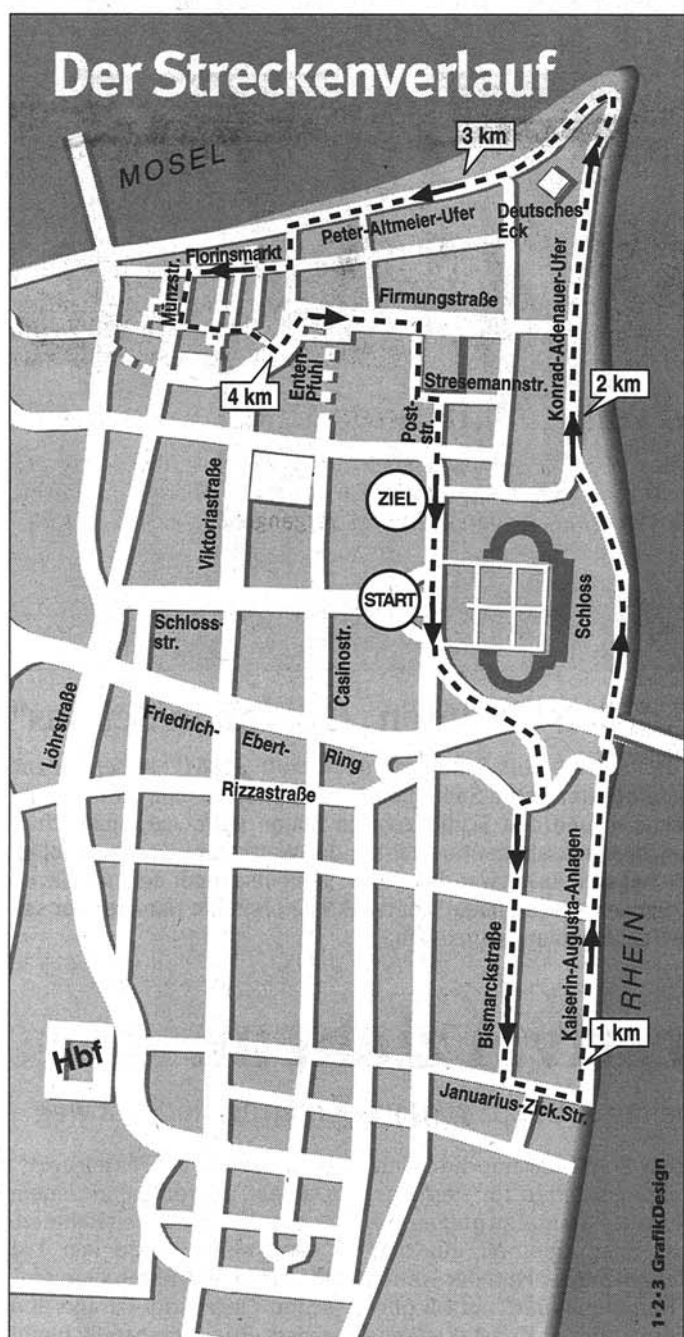 Der Streckenverlauf
MOSEL
3 km
Deutsches
Eck
Peter-Altmeier-Ufer
Florinsmarkt
Münzstr.
Firmungstraße
Konrad-Adenauer-Ufer
Stresemannstr.
2 km
4 km
Enten-
Pfuhl
Post-
str.
ZIEL
Viktoriastraße
START
Schloss
Schloss-
str.
Casinostr.
Löhrstraße
Friedrich-
Ebert-
Ring
Rizzastraße
Bismarckstraße
Kaiserin-Augusta-Anlagen
RHEIN
1 km
Hbf
Januarius-Zick.Str.
1·2·3 GrafikDesign